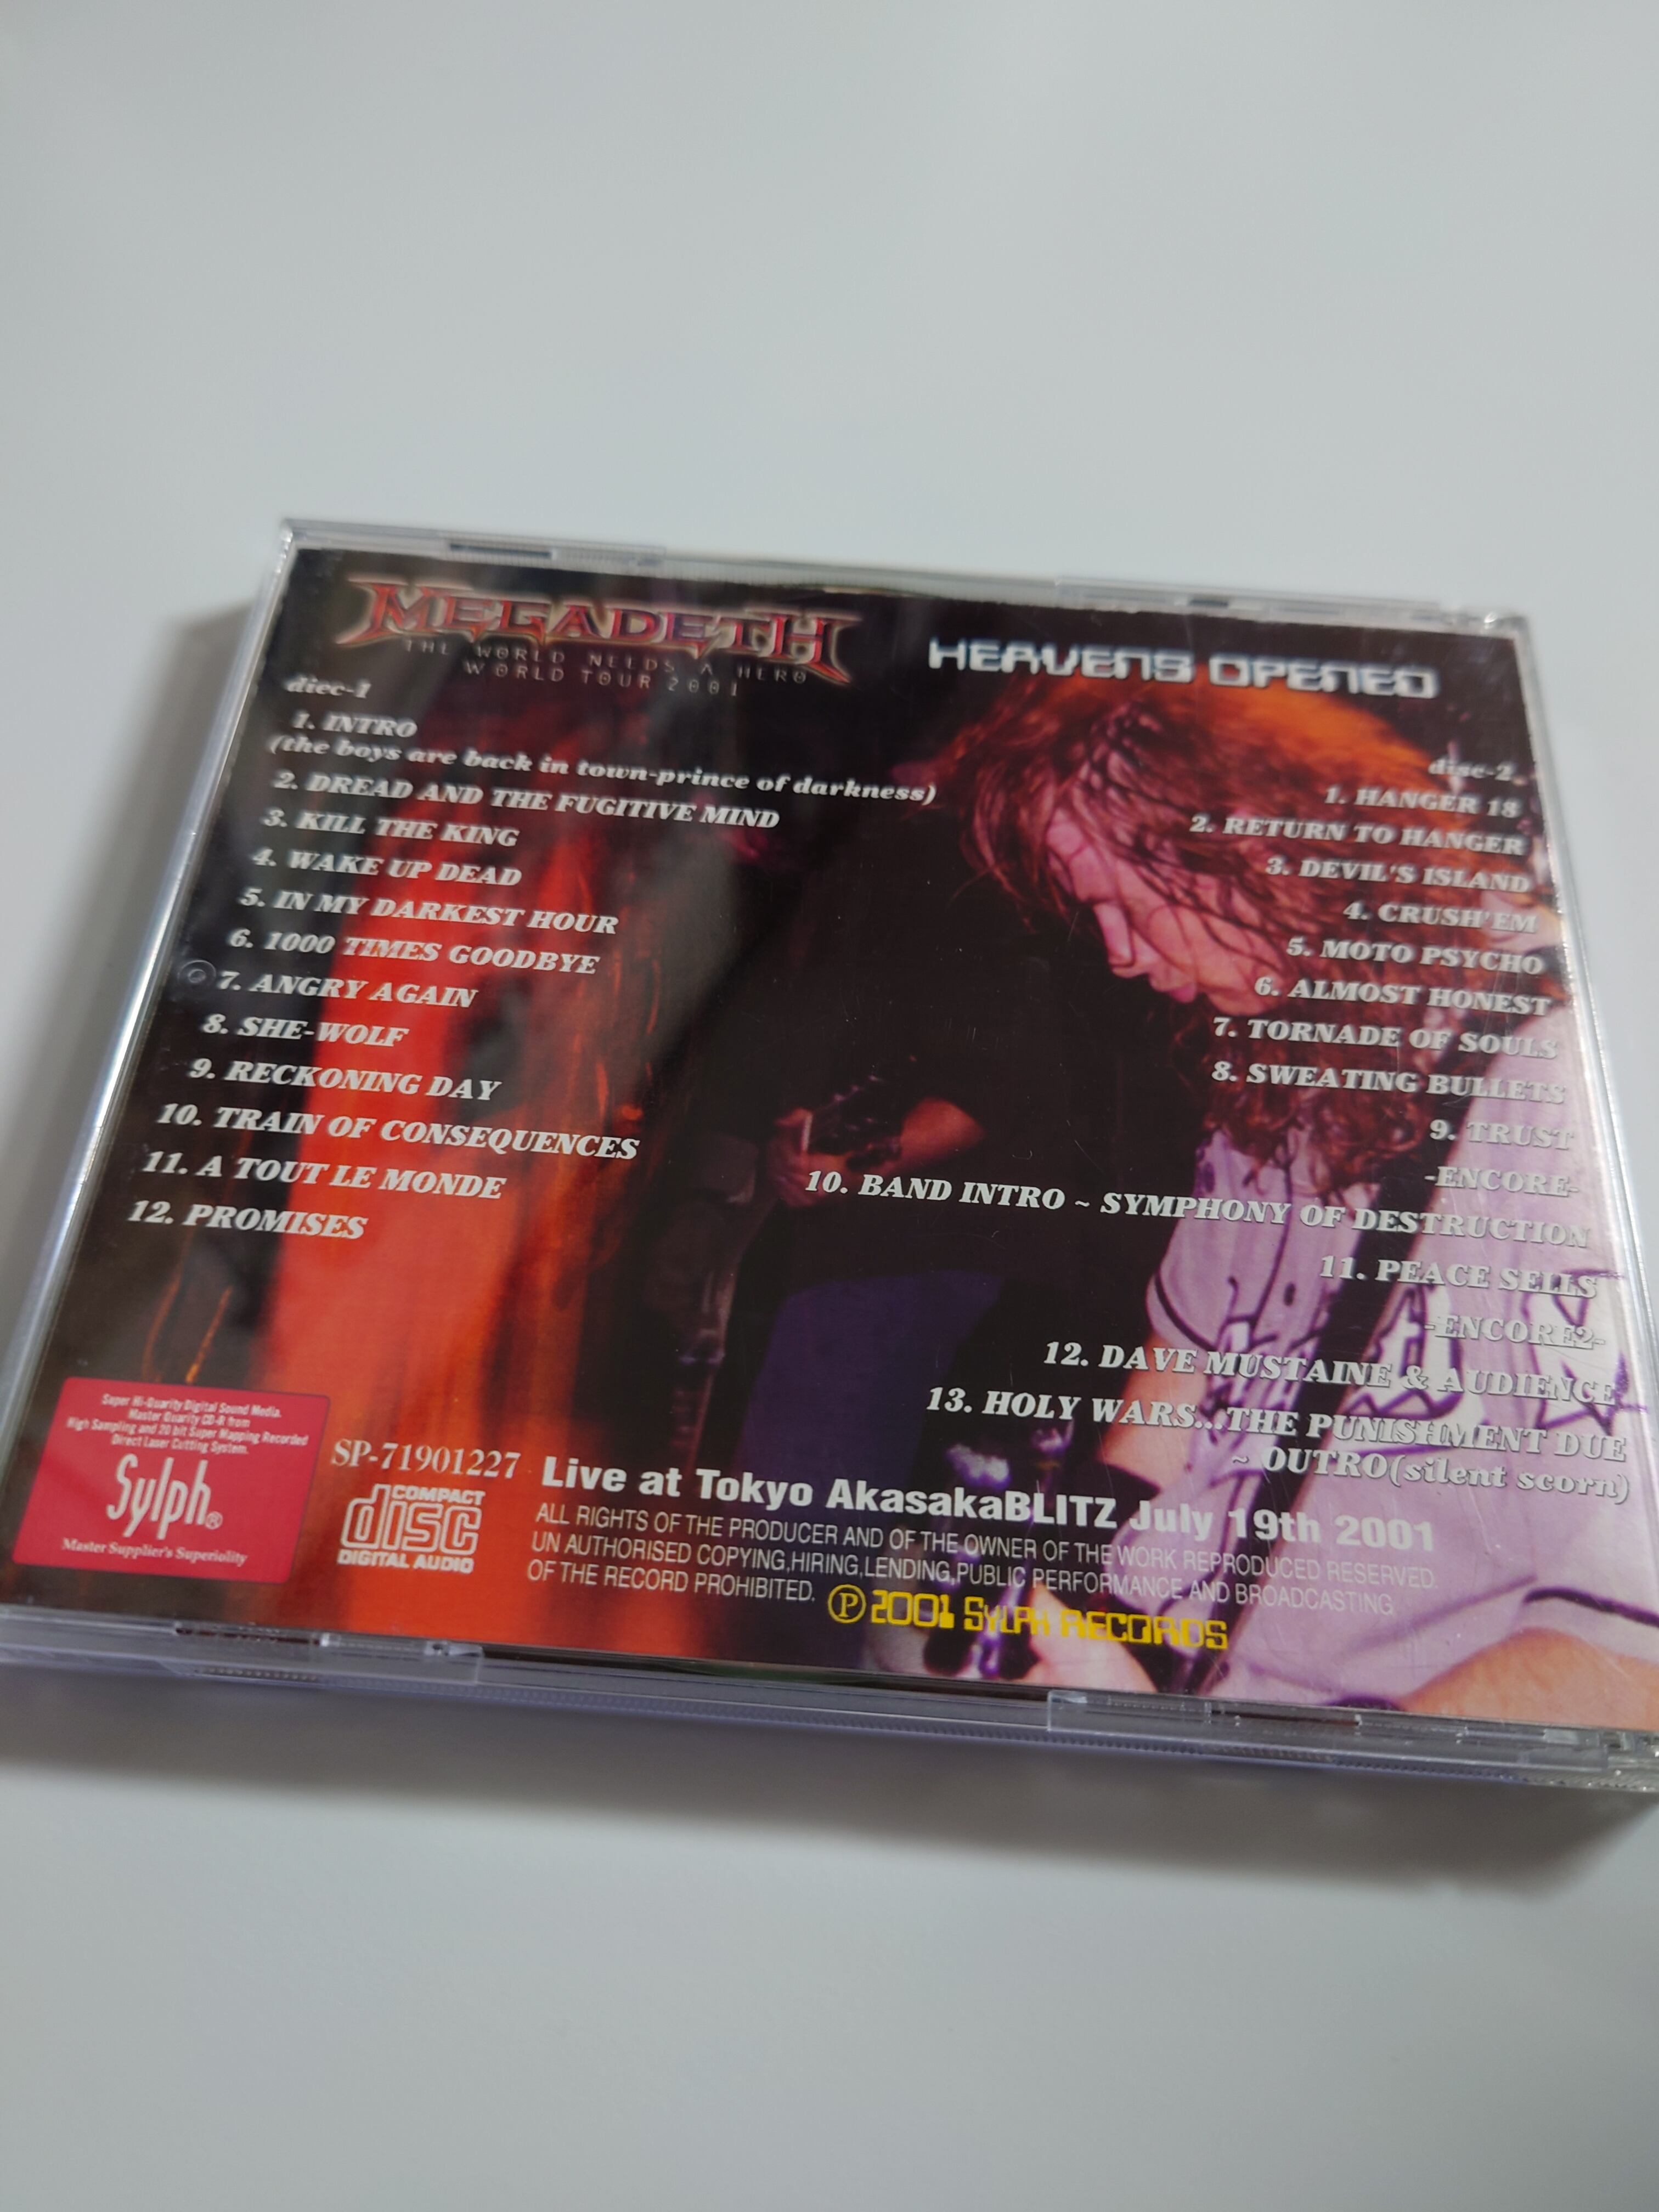 MEGADETH
THE WORLD NEEDS A HERO
WORLD TOUR 2001
HEAVENS OPENED
disc-1
1. INTRO
(the boys are back in town-prince of darkness)
2. DREAD AND THE FUGITIVE MIND
3. KILL THE KING
4. WAKE UP DEAD
5. IN MY DARKEST HOUR
6. 1000 TIMES GOODBYE
7. ANGRY AGAIN
8. SHE-WOLF
9. RECKONING DAY
10. TRAIN OF CONSEQUENCES
11. A TOUT LE MONDE
12. PROMISES
disc-2
1. HANGER 18
2. RETURN TO HANGER
3. DEVIL'S ISLAND
4. CRUSH'EM
5. MOTO PSYCHO
6. ALMOST HONEST
7. TORNADE OF SOULS
8. SWEATING BULLETS
9. TRUST
-ENCORE-
10. BAND INTRO ~ SYMPHONY OF DESTRUCTION
11. PEACE SELLS
-ENCORE2-
12. DAVE MUSTAINE & AUDIENCE
13. HOLY WARS...THE PUNISHMENT DUE
~ OUTRO(silent scorn)
Super Hi-Quarity Digital Sound Media.
Master Quarity CD-R from
High Sampling and 20 bit Super Mapping Recorded
Direct Laser Cutting System.
Sylph®
Master Supplier's Superiolity
SP-71901227
COMPACT
disc
DIGITAL AUDIO
Live at Tokyo AkasakaBLITZ July 19th 2001
ALL RIGHTS OF THE PRODUCER AND OF THE OWNER OF THE WORK REPRODUCED RESERVED.
UN AUTHORISED COPYING,HIRING,LENDING,PUBLIC PERFORMANCE AND BROADCASTING
OF THE RECORD PROHIBITED. Ⓟ 2001 SYLPH RECORDS